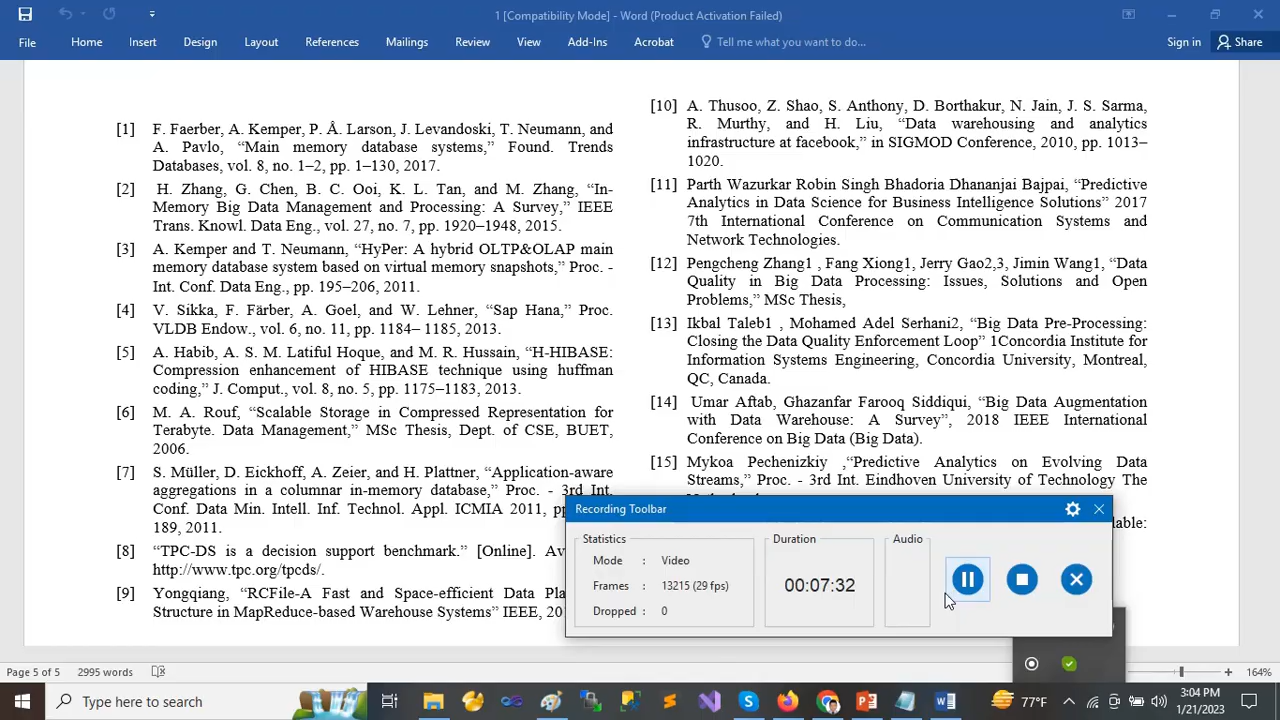 1 [Compatibility Mode] - Word (Product Activation Failed)
File Home Insert Design Layout References Mailings Review View Add-Ins Acrobat Tell me what you want to do... Sign in Share
[1] F. Faerber, A. Kemper, P. Å. Larson, J. Levandoski, T. Neumann, and
A. Pavlo, “Main memory database systems,” Found. Trends
Databases, vol. 8, no. 1–2, pp. 1–130, 2017.
[2] H. Zhang, G. Chen, B. C. Ooi, K. L. Tan, and M. Zhang, “In-
Memory Big Data Management and Processing: A Survey,” IEEE
Trans. Knowl. Data Eng., vol. 27, no. 7, pp. 1920–1948, 2015.
[3] A. Kemper and T. Neumann, “HyPer: A hybrid OLTP&OLAP main
memory database system based on virtual memory snapshots,” Proc. -
Int. Conf. Data Eng., pp. 195–206, 2011.
[4] V. Sikka, F. Färber, A. Goel, and W. Lehner, “Sap Hana,” Proc.
VLDB Endow., vol. 6, no. 11, pp. 1184– 1185, 2013.
[5] A. Habib, A. S. M. Latiful Hoque, and M. R. Hussain, “H-HIBASE:
Compression enhancement of HIBASE technique using huffman
coding,” J. Comput., vol. 8, no. 5, pp. 1175–1183, 2013.
[6] M. A. Rouf, “Scalable Storage in Compressed Representation for
Terabyte. Data Management,” MSc Thesis, Dept. of CSE, BUET,
2006.
[7] S. Müller, D. Eickhoff, A. Zeier, and H. Plattner, “Application-aware
aggregations in a columnar in-memory database,” Proc. - 3rd Int.
Conf. Data Min. Intell. Inf. Technol. Appl. ICMIA 2011,
189, 2011.
[8] “TPC-DS is a decision support benchmark.” [Online].
http://www.tpc.org/tpcds/.
[9] Yongqiang, “RCFile-A Fast and Space-efficient Data
Structure in MapReduce-based Warehouse Systems” IEEE,
[10] A. Thusoo, Z. Shao, S. Anthony, D. Borthakur, N. Jain, J. S. Sarma,
R. Murthy, and H. Liu, “Data warehousing and analytics
infrastructure at facebook,” in SIGMOD Conference, 2010, pp. 1013–
1020.
[11] Parth Wazurkar Robin Singh Bhadoria Dhananjai Bajpai, “Predictive
Analytics in Data Science for Business Intelligence Solutions” 2017
7th International Conference on Communication Systems and
Network Technologies.
[12] Pengcheng Zhang1 , Fang Xiong1, Jerry Gao2,3, Jimin Wang1, “Data
Quality in Big Data Processing: Issues, Solutions and Open
Problems,” MSc Thesis,
[13] Ikbal Taleb1 , Mohamed Adel Serhani2, “Big Data Pre-Processing:
Closing the Data Quality Enforcement Loop” 1Concordia Institute for
Information Systems Engineering, Concordia University, Montreal,
QC, Canada.
[14] Umar Aftab, Ghazanfar Farooq Siddiqui, “Big Data Augmentation
with Data Warehouse: A Survey”, 2018 IEEE International
Conference on Big Data (Big Data).
[15] Mykoa Pechenizkiy ,“Predictive Analytics on Evolving Data
Streams,” Proc. - 3rd Int. Eindhoven University of Technology The
Recording Toolbar
Statistics
Mode : Video
Frames : 13215 (29 fps)
Dropped : 0
Duration
00:07:32
Audio
Page 5 of 5 2995 words 164%
Type here to search 77°F 3:04 PM
1/21/2023